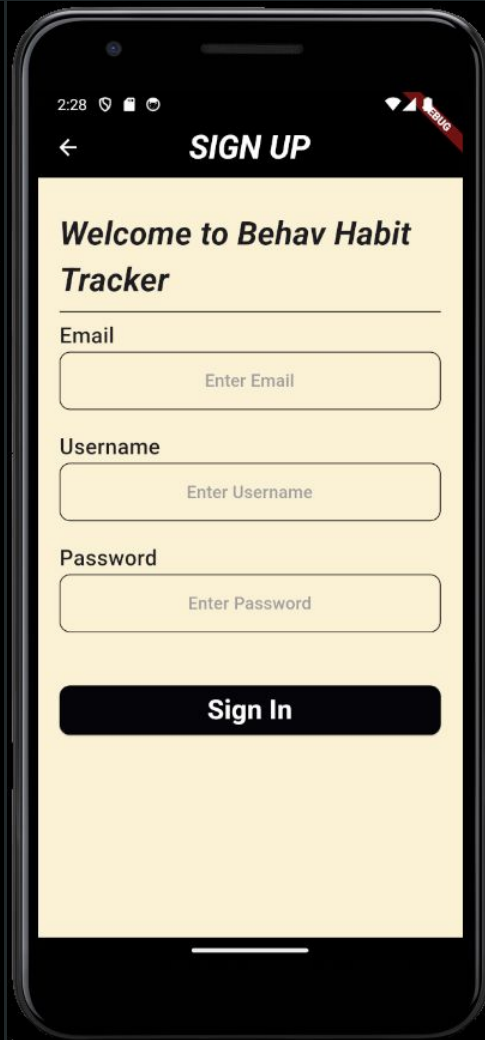 2:28
DEBUG
SIGN UP
Welcome to Behav Habit
Tracker
Email
Enter Email
Username
Enter Username
Password
Enter Password
Sign In